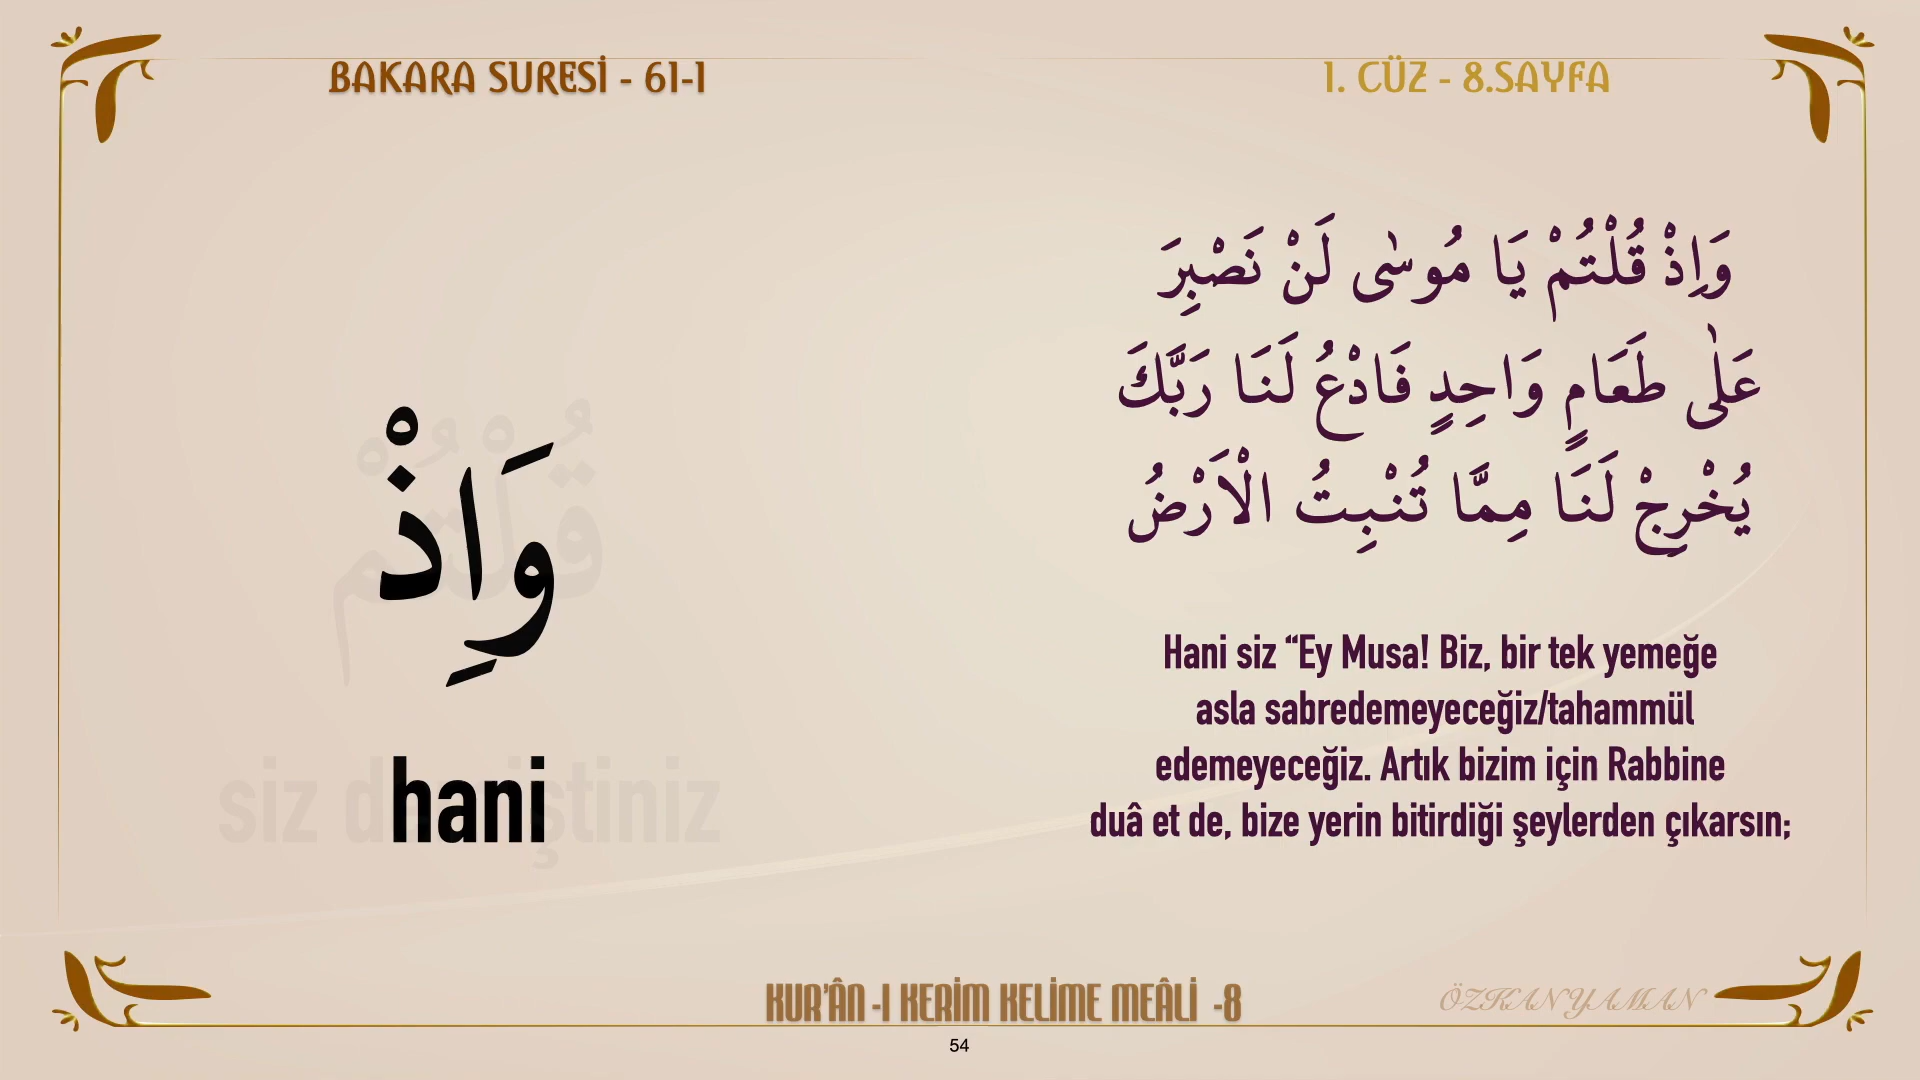 BAKARA SURESİ - 61-1
1. CÜZ - 8.SAYFA
وَاِذْ قُلْتُمْ يَا مُوسٰى لَنْ نَصْبِرَ
عَلٰى طَعَامٍ وَاحِدٍ فَادْعُ لَنَا رَبَّكَ
يُخْرِجْ لَنَا مِمَّا تُنْبِتُ الْاَرْضُ
وَاِذْ
قُلْتُمْ
hani
siz demiştiniz
Hani siz “Ey Musa! Biz, bir tek yemeğe
asla sabredemeyeceğiz/tahammül
edemeyeceğiz. Artık bizim için Rabbine
duâ et de, bize yerin bitirdiği şeylerden çıkarsın;
KUR’ÂN -I KERİM KELİME MEÂLİ -8
ÖZKAN YAMAN
54